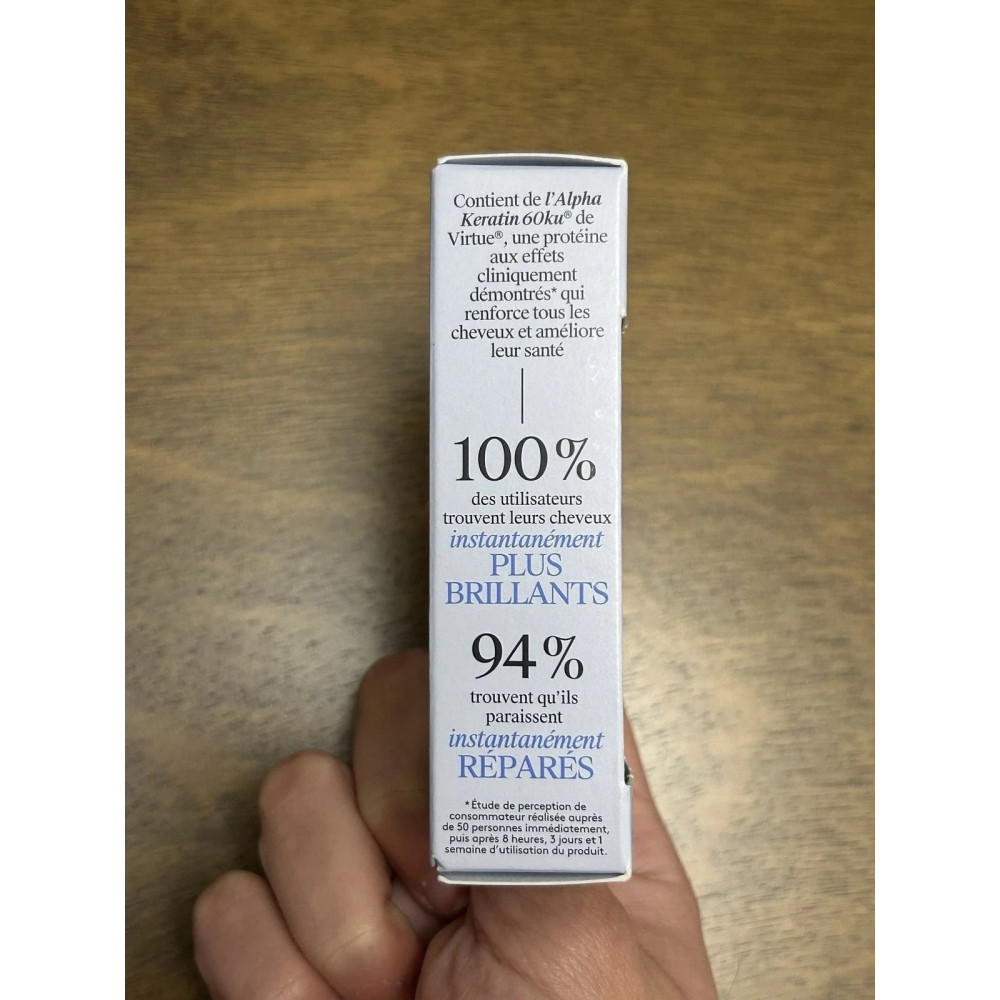 Contient de l'Alpha
Keratin 60ku® de
Virtue®, une protéine
aux effets
cliniquement
démontrés* qui
renforce tous les
cheveux et améliore
leur santé
100 %
des utilisateurs
trouvent leurs cheveux
instantanément
PLUS
BRILLANTS
94 %
trouvent qu'ils
paraissent
instantanément
RÉPARÉS
*Étude de perception de
consommateur réalisée auprès
de 50 personnes immédiatement,
puis après 8 heures, 3 jours et 1
semaine d'utilisation du produit.